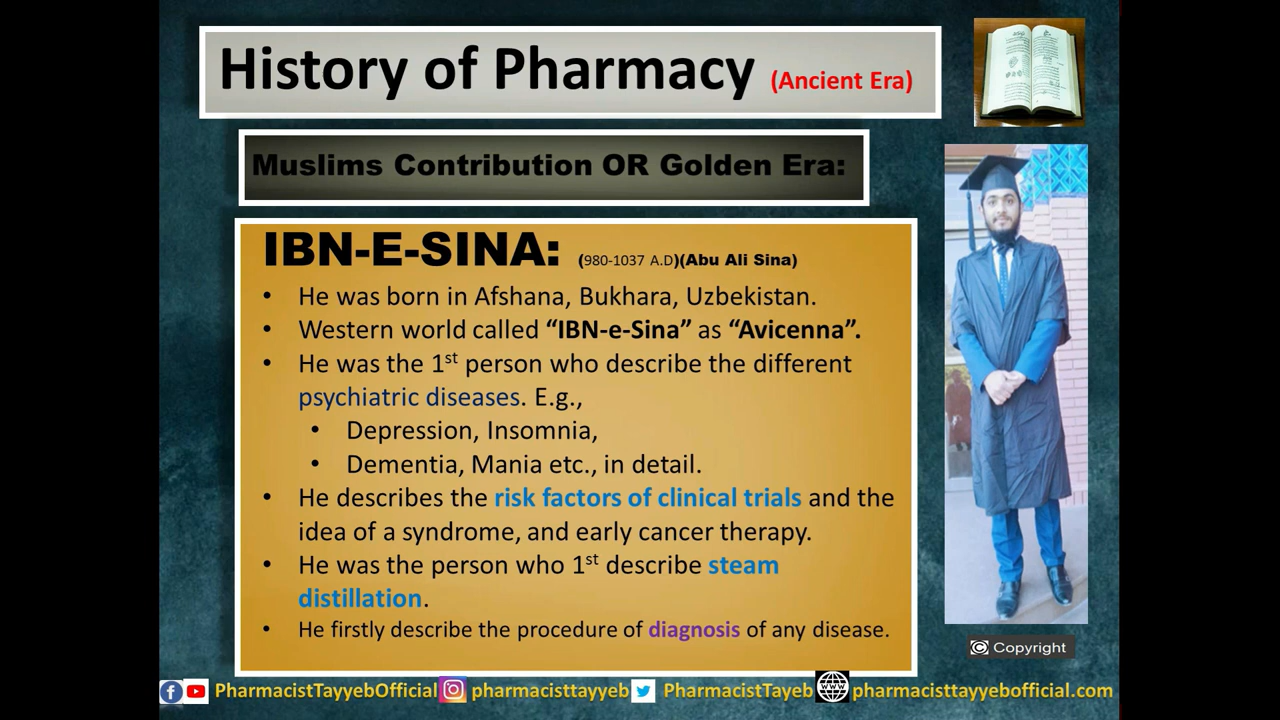 History of Pharmacy (Ancient Era)
Muslims Contribution OR Golden Era:
IBN-E-SINA: (980-1037 A.D)(Abu Ali Sina)
• He was born in Afshana, Bukhara, Uzbekistan.
• Western world called “IBN-e-Sina” as “Avicenna”.
• He was the 1st person who describe the different
psychiatric diseases. E.g.,
• Depression, Insomnia,
• Dementia, Mania etc., in detail.
• He describes the risk factors of clinical trials and the
idea of a syndrome, and early cancer therapy.
• He was the person who 1st describe steam
distillation.
• He firstly describe the procedure of diagnosis of any disease.
© Copyright
PharmacistTayyebOfficial pharmacisttayyeb PharmacistTayeb pharmacisttayyebofficial.com